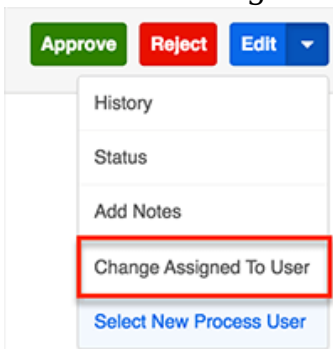 Approve Reject Edit
History
Status
Add Notes
Change Assigned To User
Select New Process User